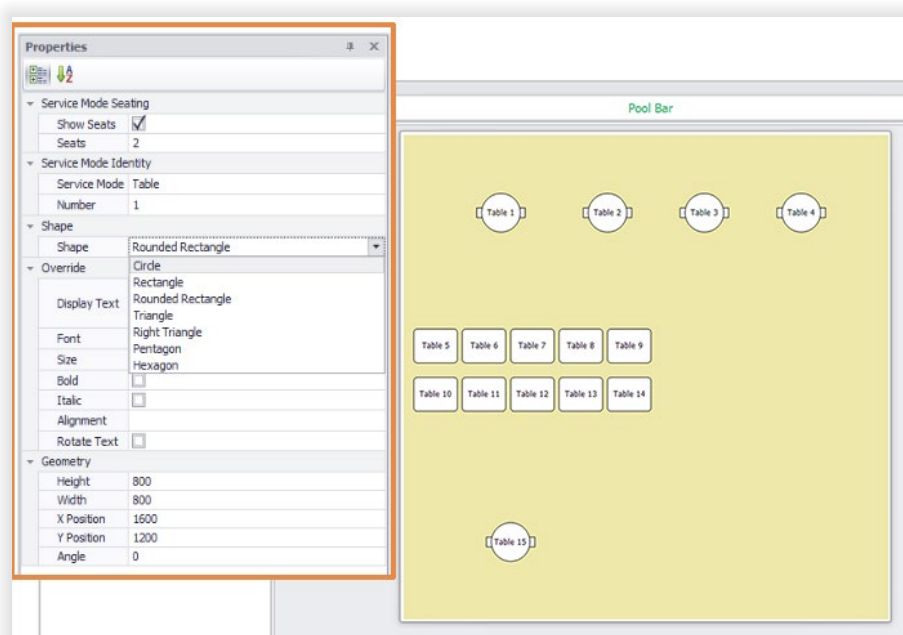 Properties
Service Mode Seating
Show Seats
Seats 2
Service Mode Identity
Service Mode Table
Number 1
Shape
Shape Rounded Rectangle
Override
Circle
Rectangle
Display Text
Rounded Rectangle
Triangle
Font
Right Triangle
Size
Pentagon
Hexagon
Bold
Italic
Alignment
Rotate Text
Geometry
Height 800
Width 800
X Position 1600
Y Position 1200
Angle 0
Pool Bar
Table 1 Table 2 Table 3 Table 4
Table 5 Table 6 Table 7 Table 8 Table 9
Table 10 Table 11 Table 12 Table 13 Table 14
Table 15